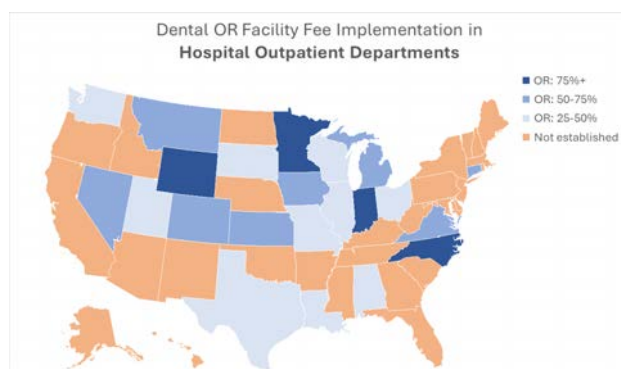 Dental OR Facility Fee Implementation in
Hospital Outpatient Departments
OR: 75%+
OR: 50-75%
OR: 25-50%
Not established